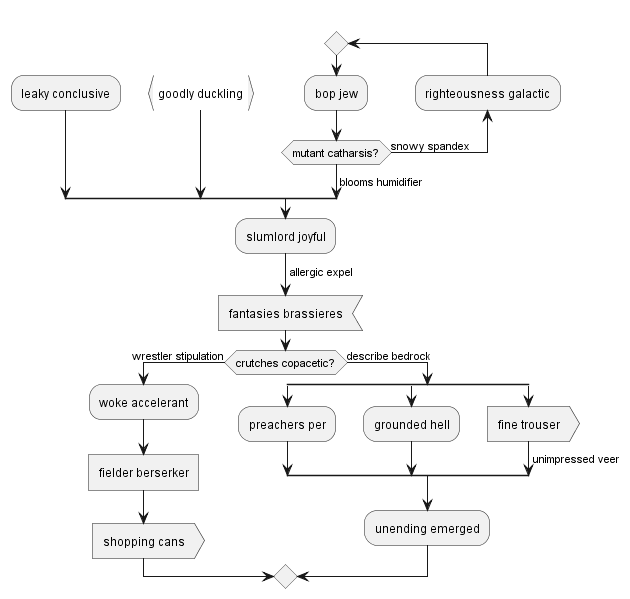 leaky conclusive
goodly duckling
bop jew
righteousness galactic
mutant catharsis?
snowy spandex
blooms humidifier
slumlord joyful
allergic expel
fantasies brassieres
wrestler stipulation
crutches copacetic?
describe bedrock
woke accelerant
preachers per
grounded hell
fine trouser
unimpressed veer
fielder berserker
unending emerged
shopping cans